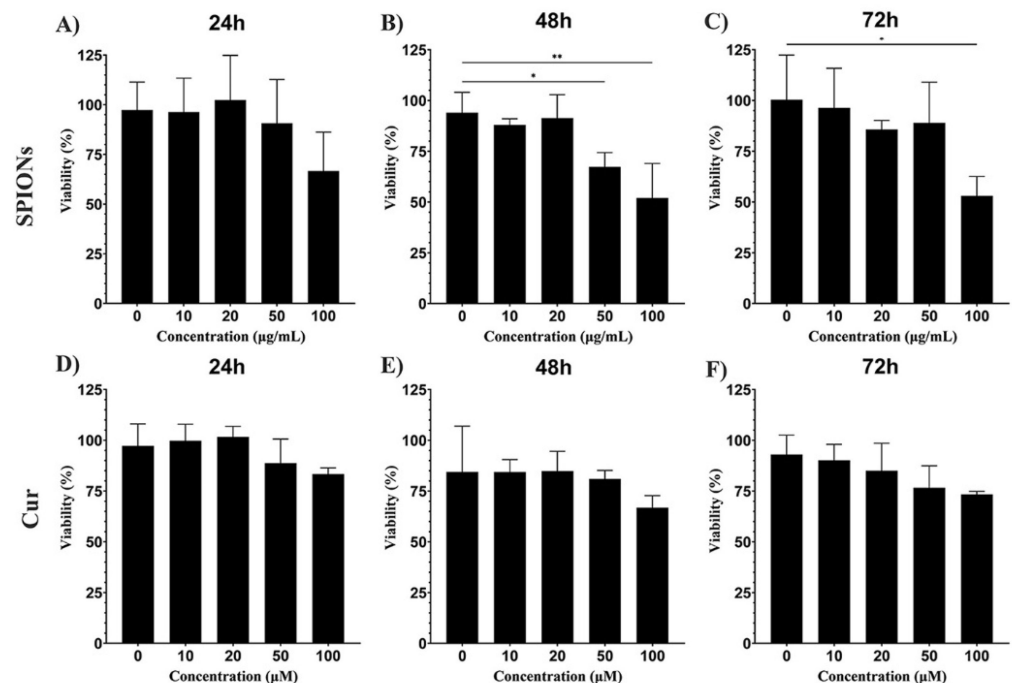 A) 24h
B) 48h
C) 72h
SPIONs
Viability (%)
125
100
75
50
25
0
0 10 20 50 100
Concentration (μg/mL)
Viability (%)
125
100
75
50
25
0
**
*
0 10 20 50 100
Concentration (μg/mL)
Viability (%)
125
100
75
50
25
0
*
0 10 20 50 100
Concentration (μg/mL)
D) 24h
E) 48h
F) 72h
Cur
Viability (%)
125
100
75
50
25
0
0 10 20 50 100
Concentration (μM)
Viability (%)
125
100
75
50
25
0
0 10 20 50 100
Concentration (μM)
Viability (%)
125
100
75
50
25
0
0 10 20 50 100
Concentration (μM)